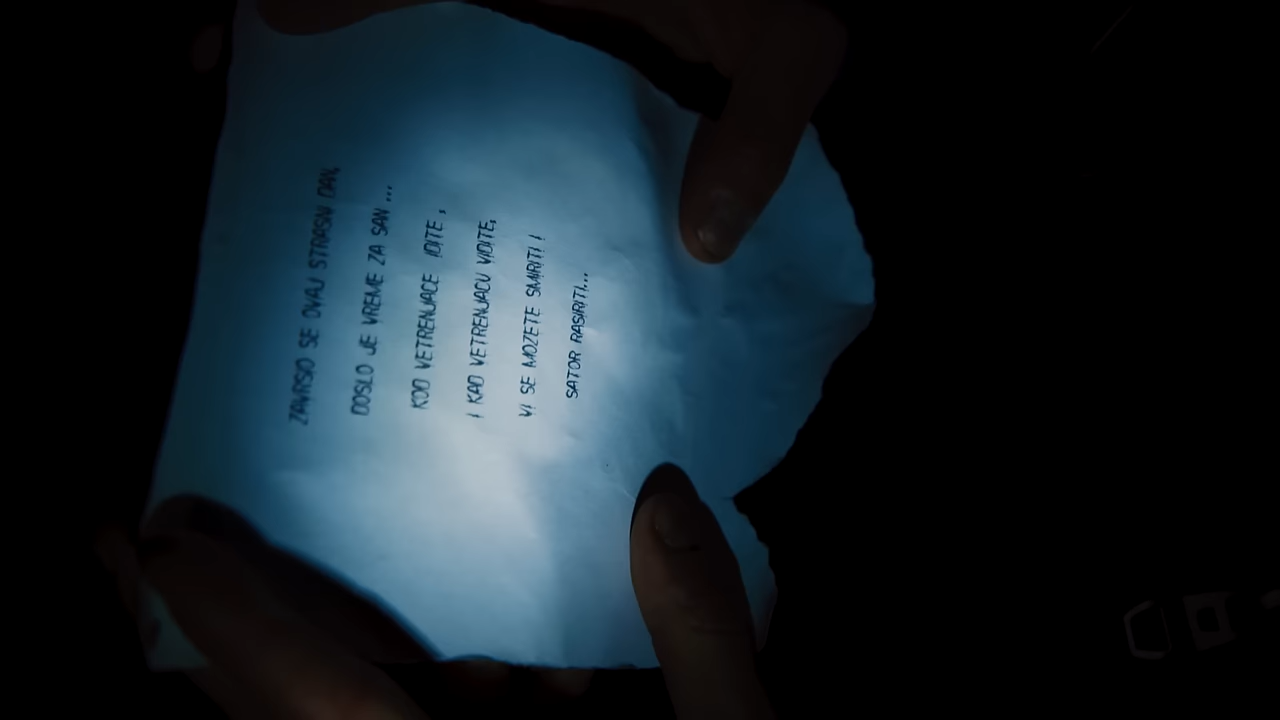 ZAVRSIO SE OVAJ STRASNI DAN,
DOSLO JE VREME ZA SAN ...
KOD VETRENJACE IDITE ,
I KAO VETRENJACU VIDITE,
VI SE MOZETE SMIRITI !
SATOR RASIRITI...